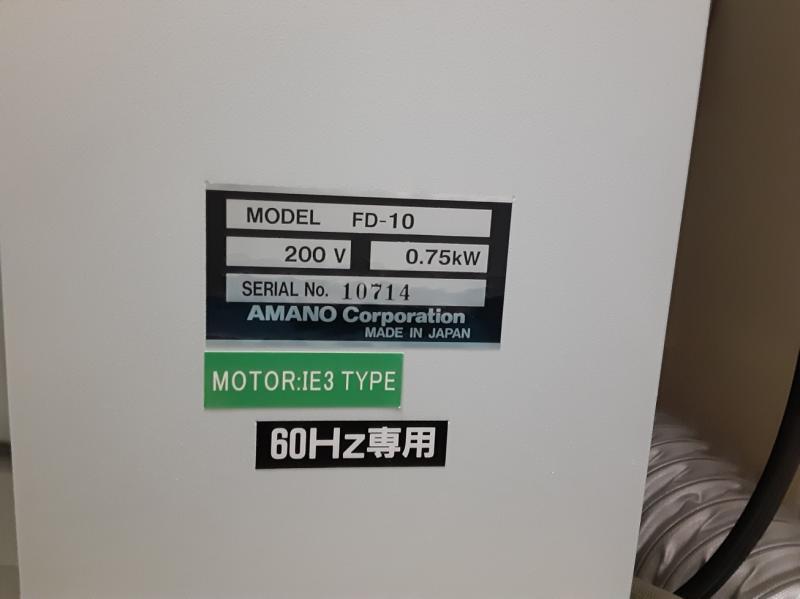 MODEL FD-10
200 V 0.75kW
SERIAL No. 10714
AMANO Corporation
MADE IN JAPAN
MOTOR:IE3 TYPE
60Hz専用